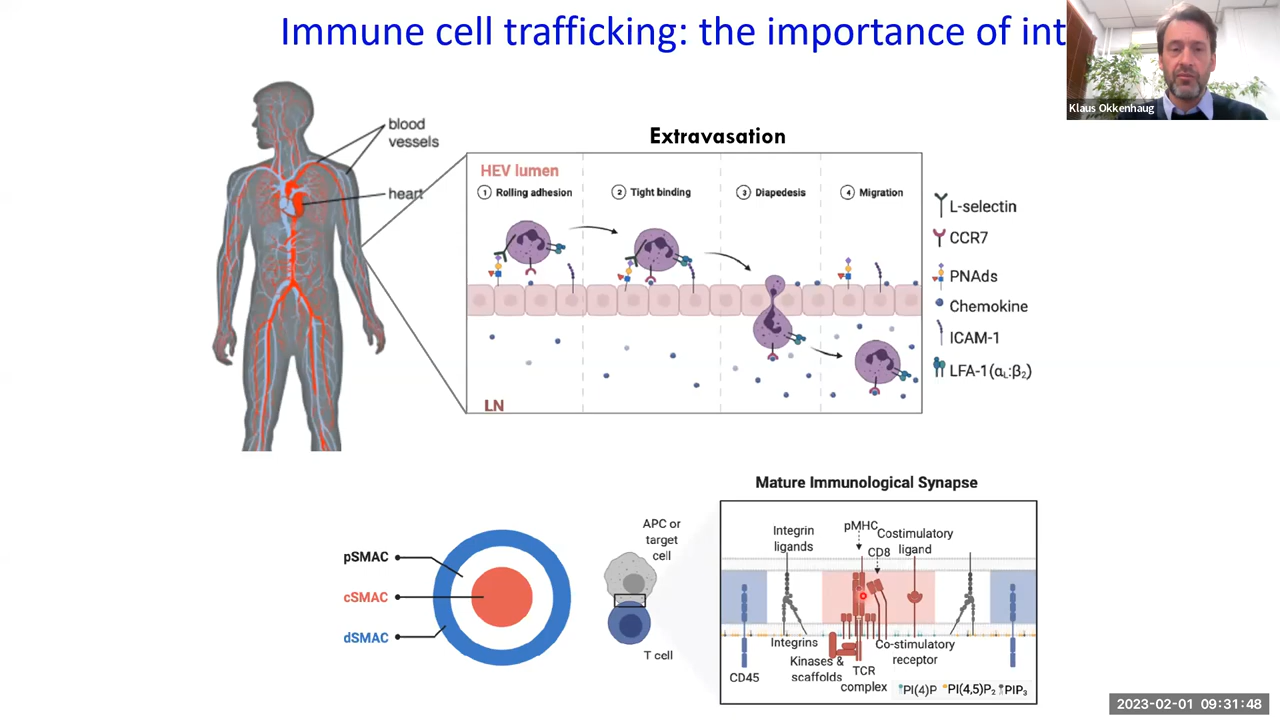 Immune cell trafficking: the importance of int
Klaus Okkenhaug
blood
vessels
heart
Extravasation
HEV lumen
1 Rolling adhesion
2 Tight binding
3 Diapedesis
4 Migration
LN
L-selectin
CCR7
PNAds
Chemokine
ICAM-1
LFA-1(αL:β2)
Mature Immunological Synapse
pSMAC
cSMAC
dSMAC
APC or
target
cell
T cell
Integrin
ligands
pMHC
CD8
Costimulatory
ligand
Integrins
Kinases &
scaffolds
TCR
complex
Co-stimulatory
receptor
CD45
PI(4)P
PI(4,5)P2
PIP3
2023-02-01 09:31:48